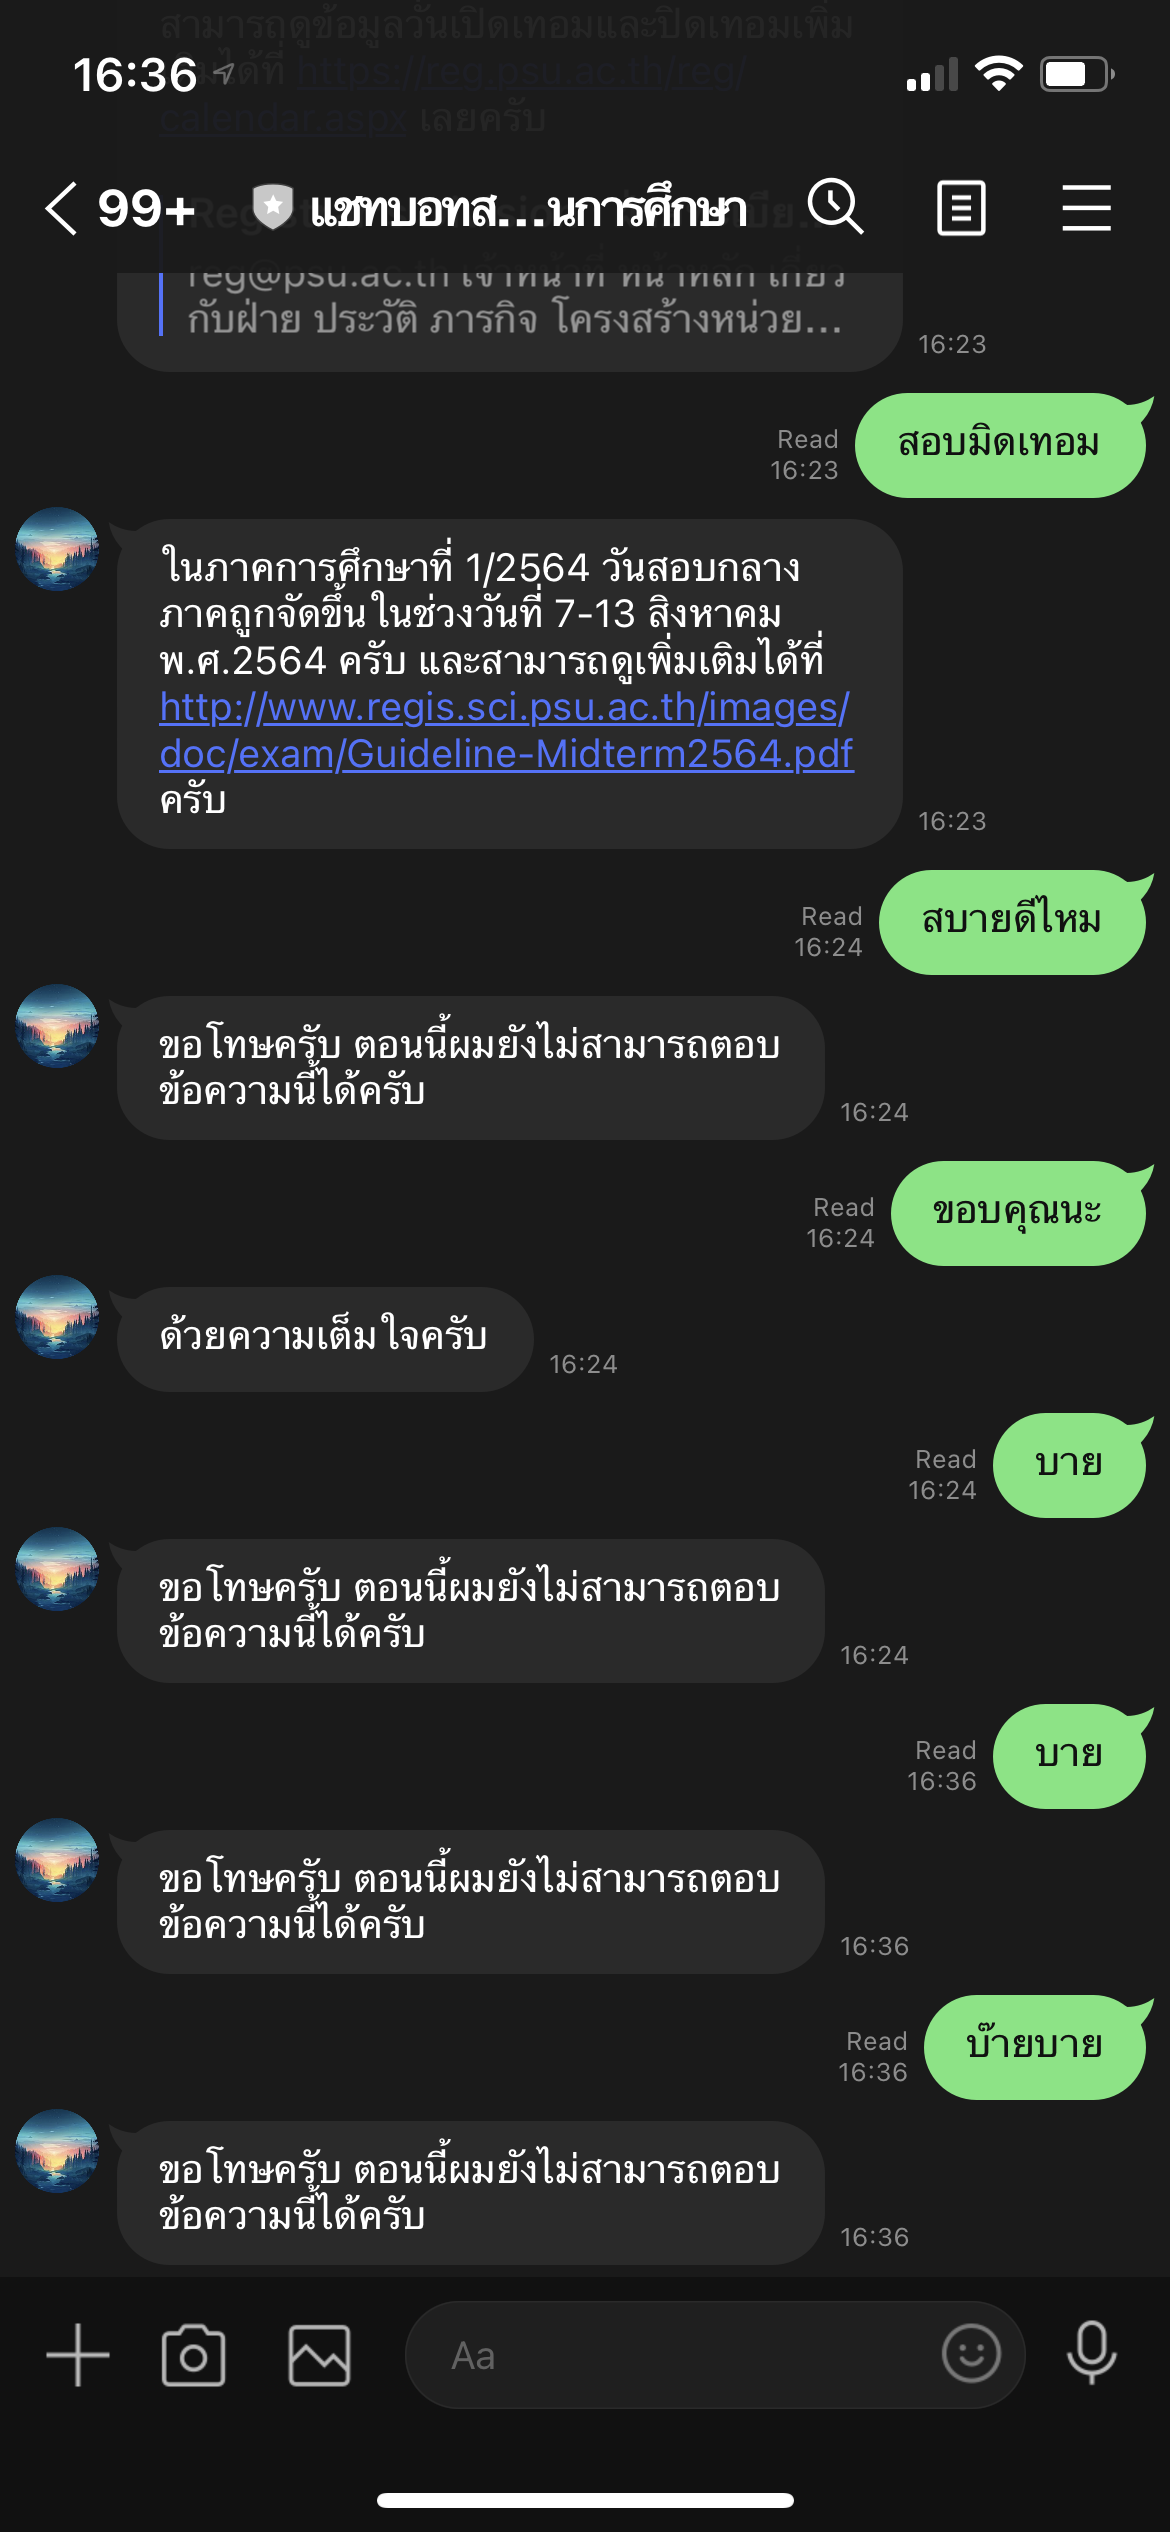 สามารถดูข้อมูลวันเปิดเทอมและปิดเทอมเพิ่ม
16:36
https://reg.psu.ac.th/reg/
calendar.aspx เลยครับ
99+ แชทบอทส...นการศึกษา
reg@psu.ac.th เจ้าหน้าที่ หน้าหลัก เกี่ยว
กับฝ่าย ประวัติ ภารกิจ โครงสร้างหน่วย...
16:23
สอบมิดเทอม
Read
16:23
ในภาคการศึกษาที่ 1/2564 วันสอบกลาง
ภาคถูกจัดขึ้นในช่วงวันที่ 7-13 สิงหาคม
พ.ศ.2564 ครับ และสามารถดูเพิ่มเติมได้ที่
http://www.regis.sci.psu.ac.th/images/
doc/exam/Guideline-Midterm2564.pdf
ครับ
16:23
สบายดีไหม
Read
16:24
ขอโทษครับ ตอนนี้ผมยังไม่สามารถตอบ
ข้อความนี้ได้ครับ
16:24
ขอบคุณนะ
Read
16:24
ด้วยความเต็มใจครับ
16:24
บาย
Read
16:24
ขอโทษครับ ตอนนี้ผมยังไม่สามารถตอบ
ข้อความนี้ได้ครับ
16:24
บาย
Read
16:36
ขอโทษครับ ตอนนี้ผมยังไม่สามารถตอบ
ข้อความนี้ได้ครับ
16:36
บ๊ายบาย
Read
16:36
ขอโทษครับ ตอนนี้ผมยังไม่สามารถตอบ
ข้อความนี้ได้ครับ
16:36
Aa